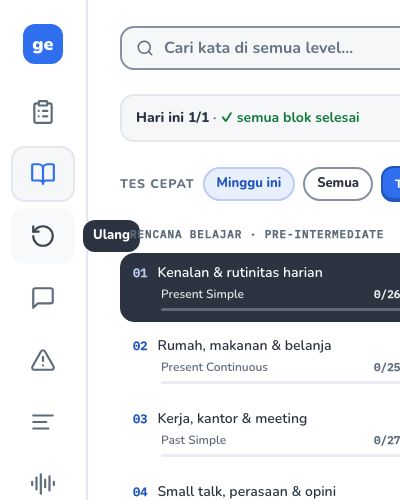 ge
Cari kata di semua level...
Hari ini 1/1 · ✓ semua blok selesai
TES CEPAT Minggu ini Semua
Ulang
RENCANA BELAJAR · PRE-INTERMEDIATE
01 Kenalan & rutinitas harian
Present Simple 0/26
02 Rumah, makanan & belanja
Present Continuous 0/25
03 Kerja, kantor & meeting
Past Simple 0/27
04 Small talk, perasaan & opini